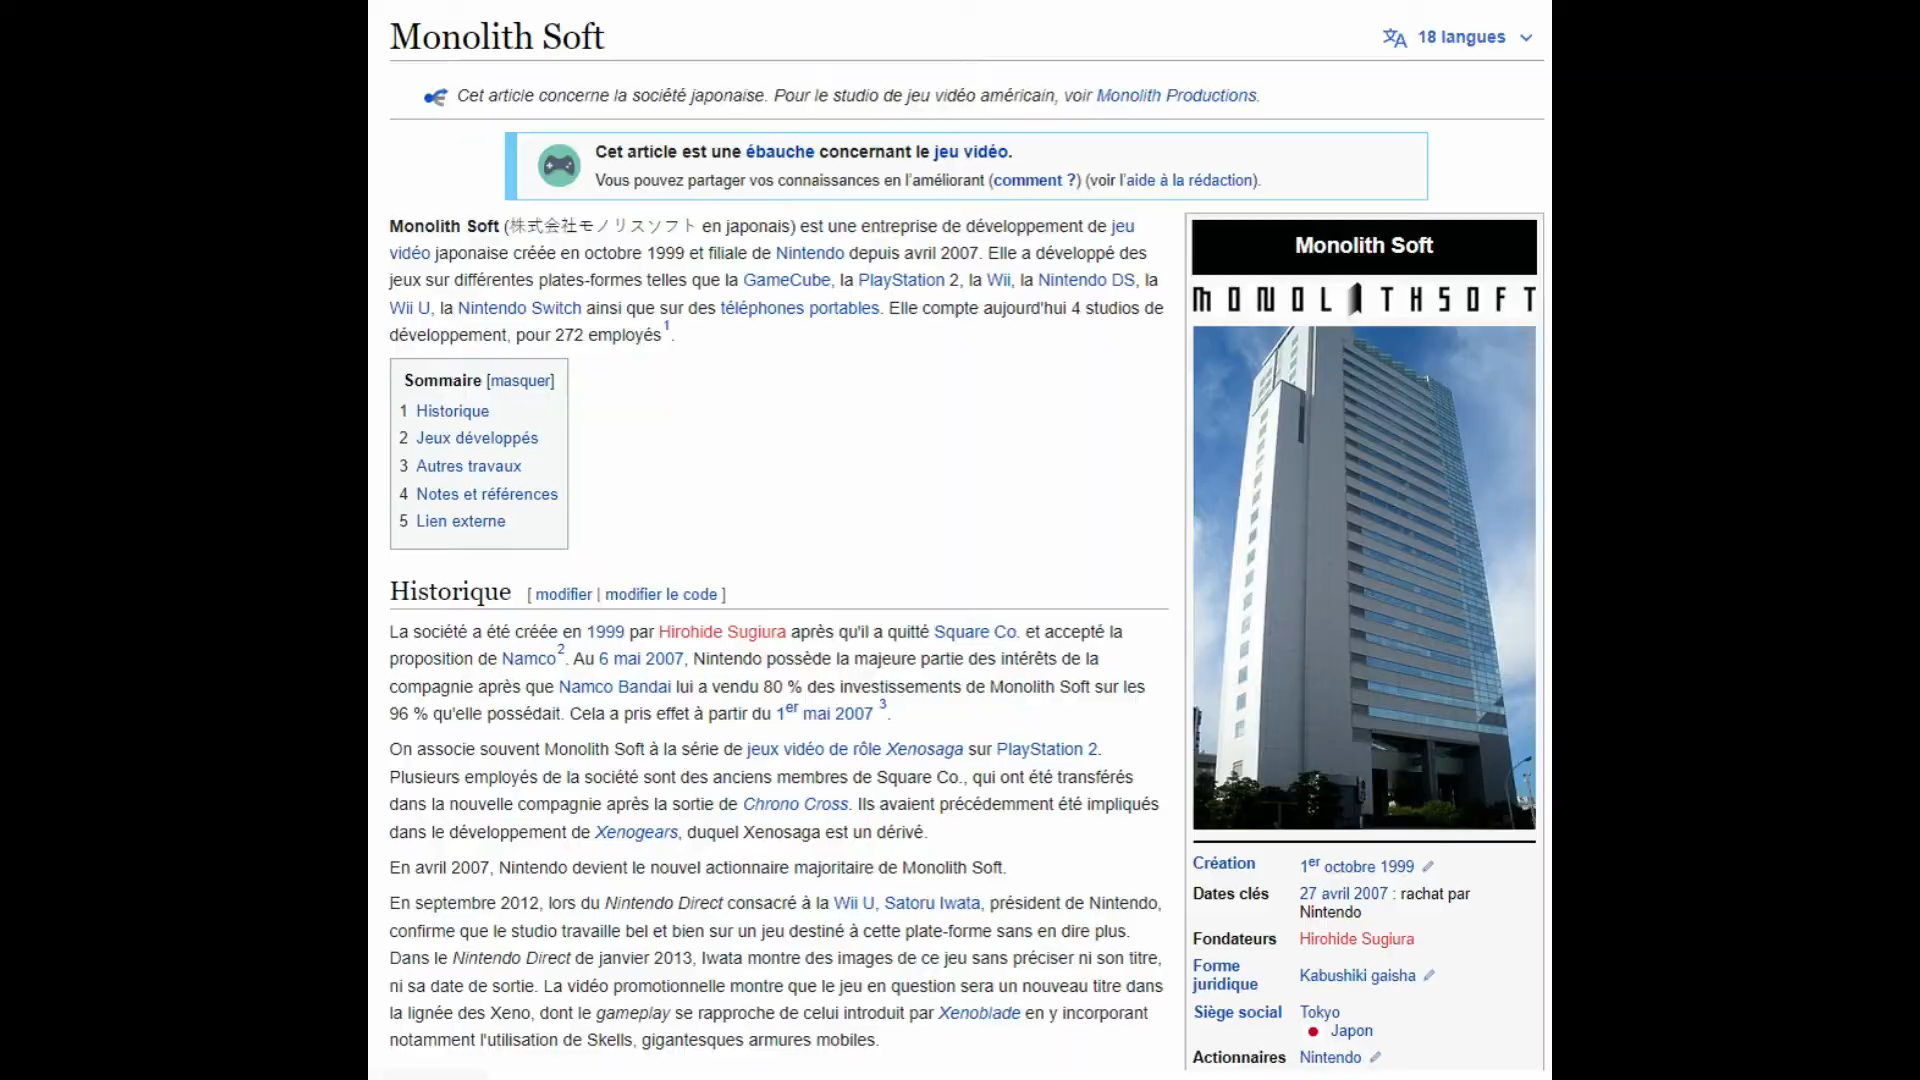 Monolith Soft
18 langues
Cet article concerne la société japonaise. Pour le studio de jeu vidéo américain, voir Monolith Productions.
Cet article est une ébauche concernant le jeu vidéo.
Vous pouvez partager vos connaissances en l'améliorant (comment ?) (voir l'aide à la rédaction).
Monolith Soft (株式会社モノリスソフト en japonais) est une entreprise de développement de jeu
vidéo japonaise créée en octobre 1999 et filiale de Nintendo depuis avril 2007. Elle a développé des
jeux sur différentes plates-formes telles que la GameCube, la PlayStation 2, la Wii, la Nintendo DS, la
Wii U, la Nintendo Switch ainsi que sur des téléphones portables. Elle compte aujourd'hui 4 studios de
développement, pour 272 employés1.
Sommaire [masquer]
1 Historique
2 Jeux développés
3 Autres travaux
4 Notes et références
5 Lien externe
Historique [ modifier | modifier le code ]
La société a été créée en 1999 par Hirohide Sugiura après qu'il a quitté Square Co. et accepté la
proposition de Namco2. Au 6 mai 2007, Nintendo possède la majeure partie des intérêts de la
compagnie après que Namco Bandai lui a vendu 80 % des investissements de Monolith Soft sur les
96 % qu'elle possédait. Cela a pris effet à partir du 1er mai 2007 3.
On associe souvent Monolith Soft à la série de jeux vidéo de rôle Xenosaga sur PlayStation 2.
Plusieurs employés de la société sont des anciens membres de Square Co., qui ont été transférés
dans la nouvelle compagnie après la sortie de Chrono Cross. Ils avaient précédemment été impliqués
dans le développement de Xenogears, duquel Xenosaga est un dérivé.
En avril 2007, Nintendo devient le nouvel actionnaire majoritaire de Monolith Soft.
En septembre 2012, lors du Nintendo Direct consacré à la Wii U, Satoru Iwata, président de Nintendo,
confirme que le studio travaille bel et bien sur un jeu destiné à cette plate-forme sans en dire plus.
Dans le Nintendo Direct de janvier 2013, Iwata montre des images de ce jeu sans préciser ni son titre,
ni sa date de sortie. La vidéo promotionnelle montre que le jeu en question sera un nouveau titre dans
la lignée des Xeno, dont le gameplay se rapproche de celui introduit par Xenoblade en y incorporant
notamment l'utilisation de Skells, gigantesques armures mobiles.
Monolith Soft
MONOLITHSOFT
Création 1er octobre 1999
Dates clés 27 avril 2007 : rachat par
Nintendo
Fondateurs Hirohide Sugiura
Forme
juridique Kabushiki gaisha
Siège social Tokyo
Japon
Actionnaires Nintendo